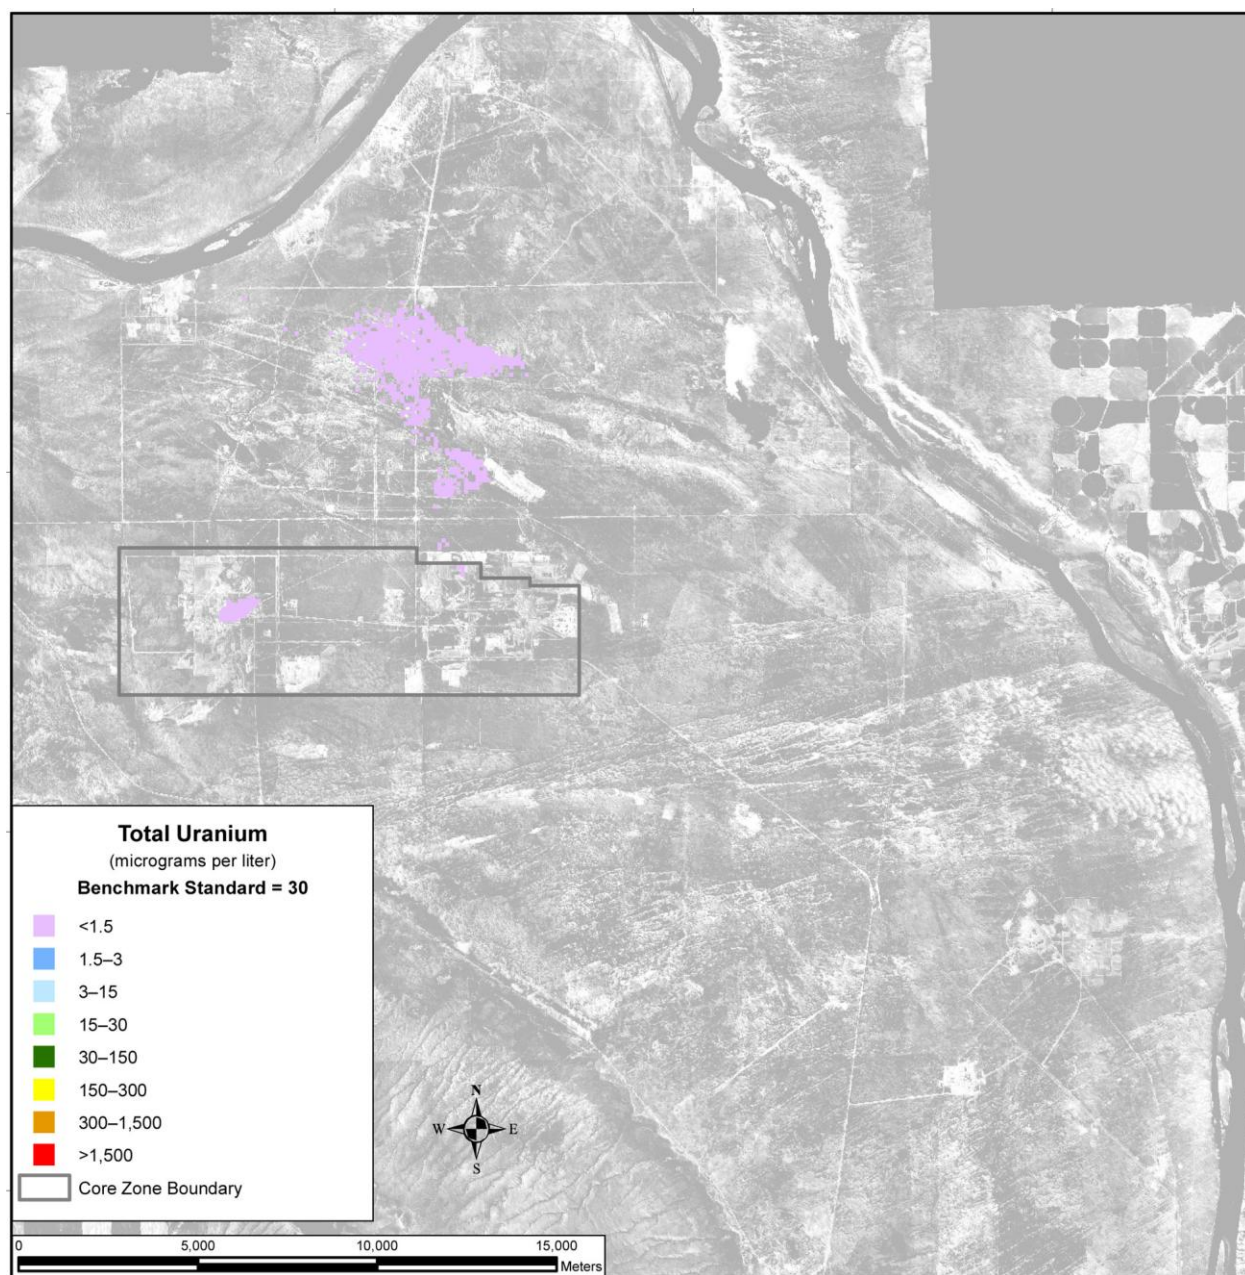 Total Uranium
(micrograms per liter)
Benchmark Standard = 30
<1.5
1.5–3
3–15
15–30
30–150
150–300
300–1,500
>1,500
Core Zone Boundary
N
W E
S
0 5,000 10,000 15,000
Meters